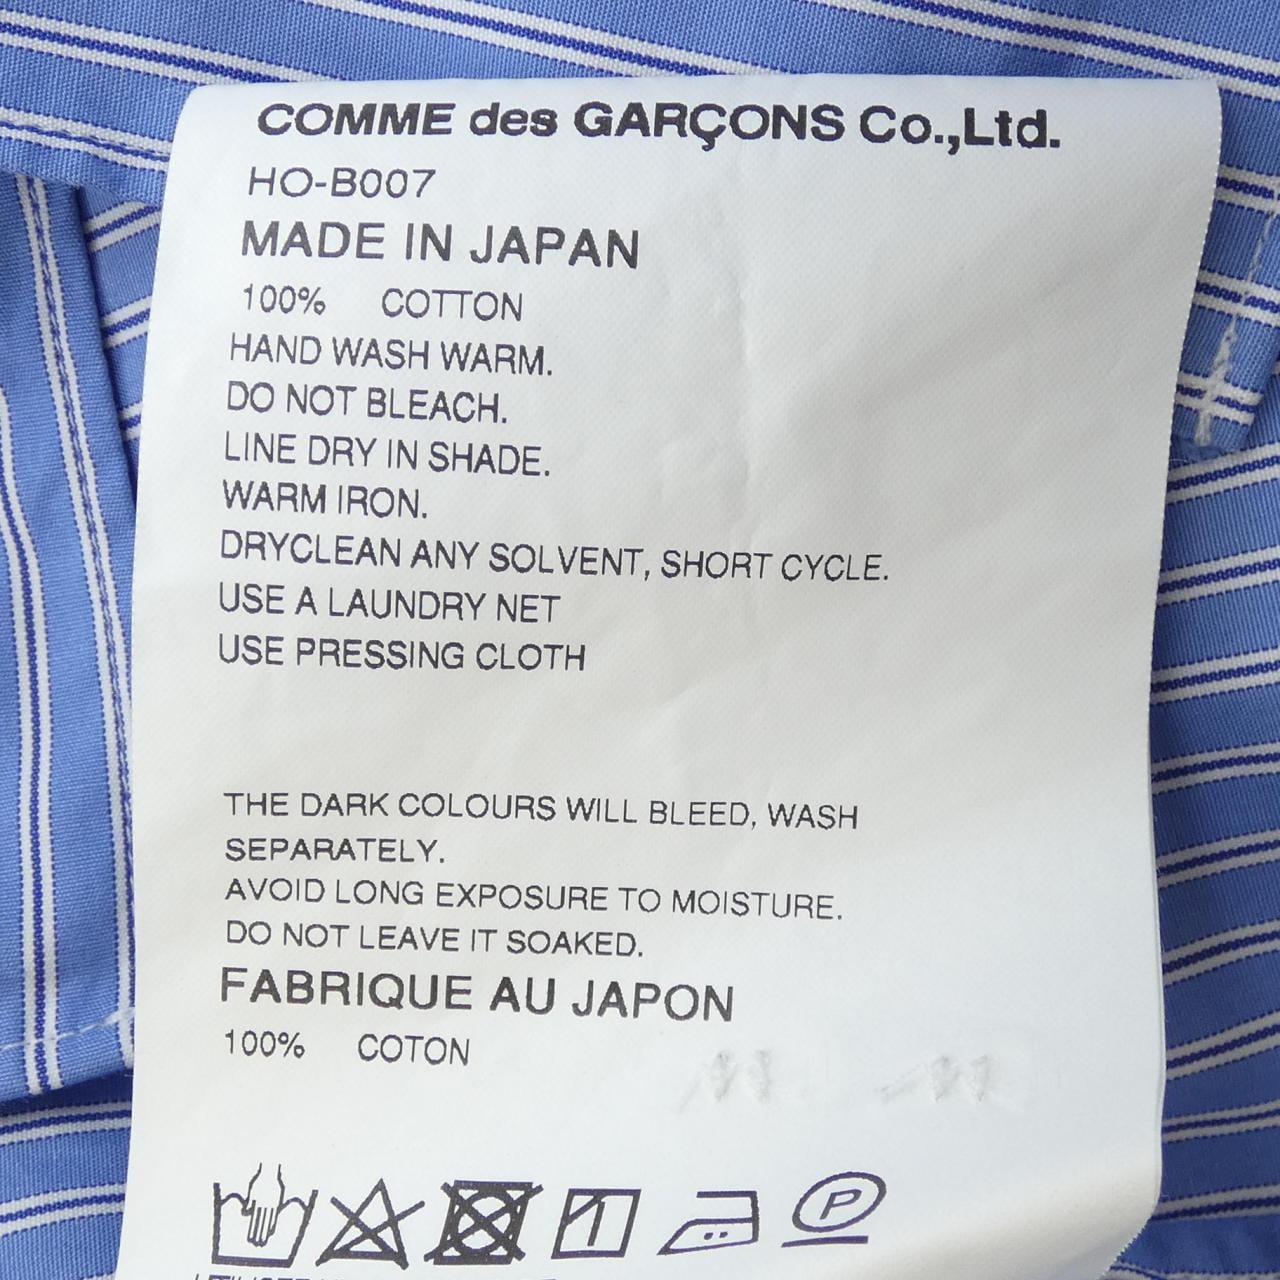 COMME des GARÇONS Co.,Ltd.
HO-B007
MADE IN JAPAN
100% COTTON
HAND WASH WARM.
DO NOT BLEACH.
LINE DRY IN SHADE.
WARM IRON.
DRYCLEAN ANY SOLVENT, SHORT CYCLE.
USE A LAUNDRY NET
USE PRESSING CLOTH
THE DARK COLOURS WILL BLEED, WASH
SEPARATELY.
AVOID LONG EXPOSURE TO MOISTURE.
DO NOT LEAVE IT SOAKED.
FABRIQUE AU JAPON
100% COTON
P